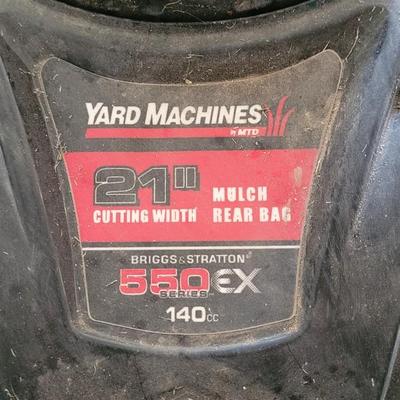 YARD MACHINES
by MTD
21" MULCH
CUTTING WIDTH REAR BAG
BRIGGS & STRATTON
550 EX
SERIES
140cc